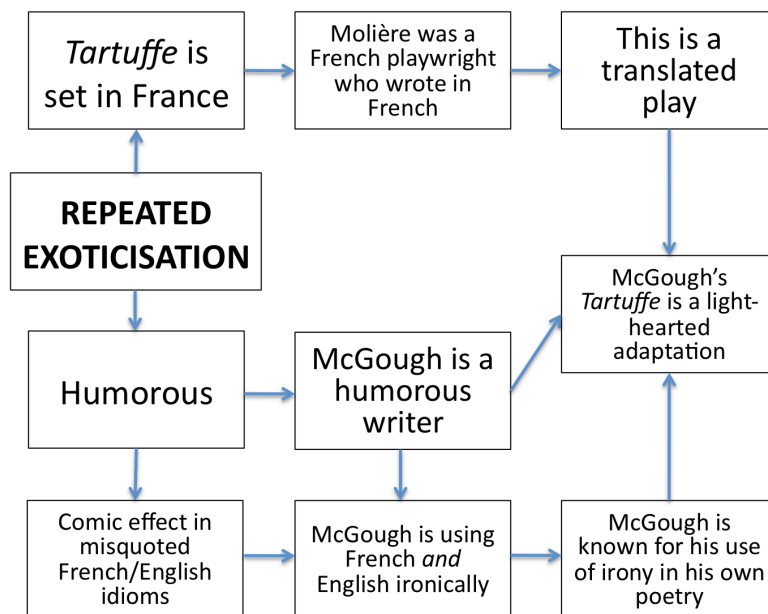 Tartuffe is
set in France
Molière was a
French playwright
who wrote in
French
This is a
translated
play
REPEATED
EXOTICISATION
McGough's
Tartuffe is a light-
hearted
adaptation
Humorous
McGough is a
humorous
writer
Comic effect in
misquoted
French/English
idioms
McGough is using
French and
English ironically
McGough is
known for his use
of irony in his own
poetry